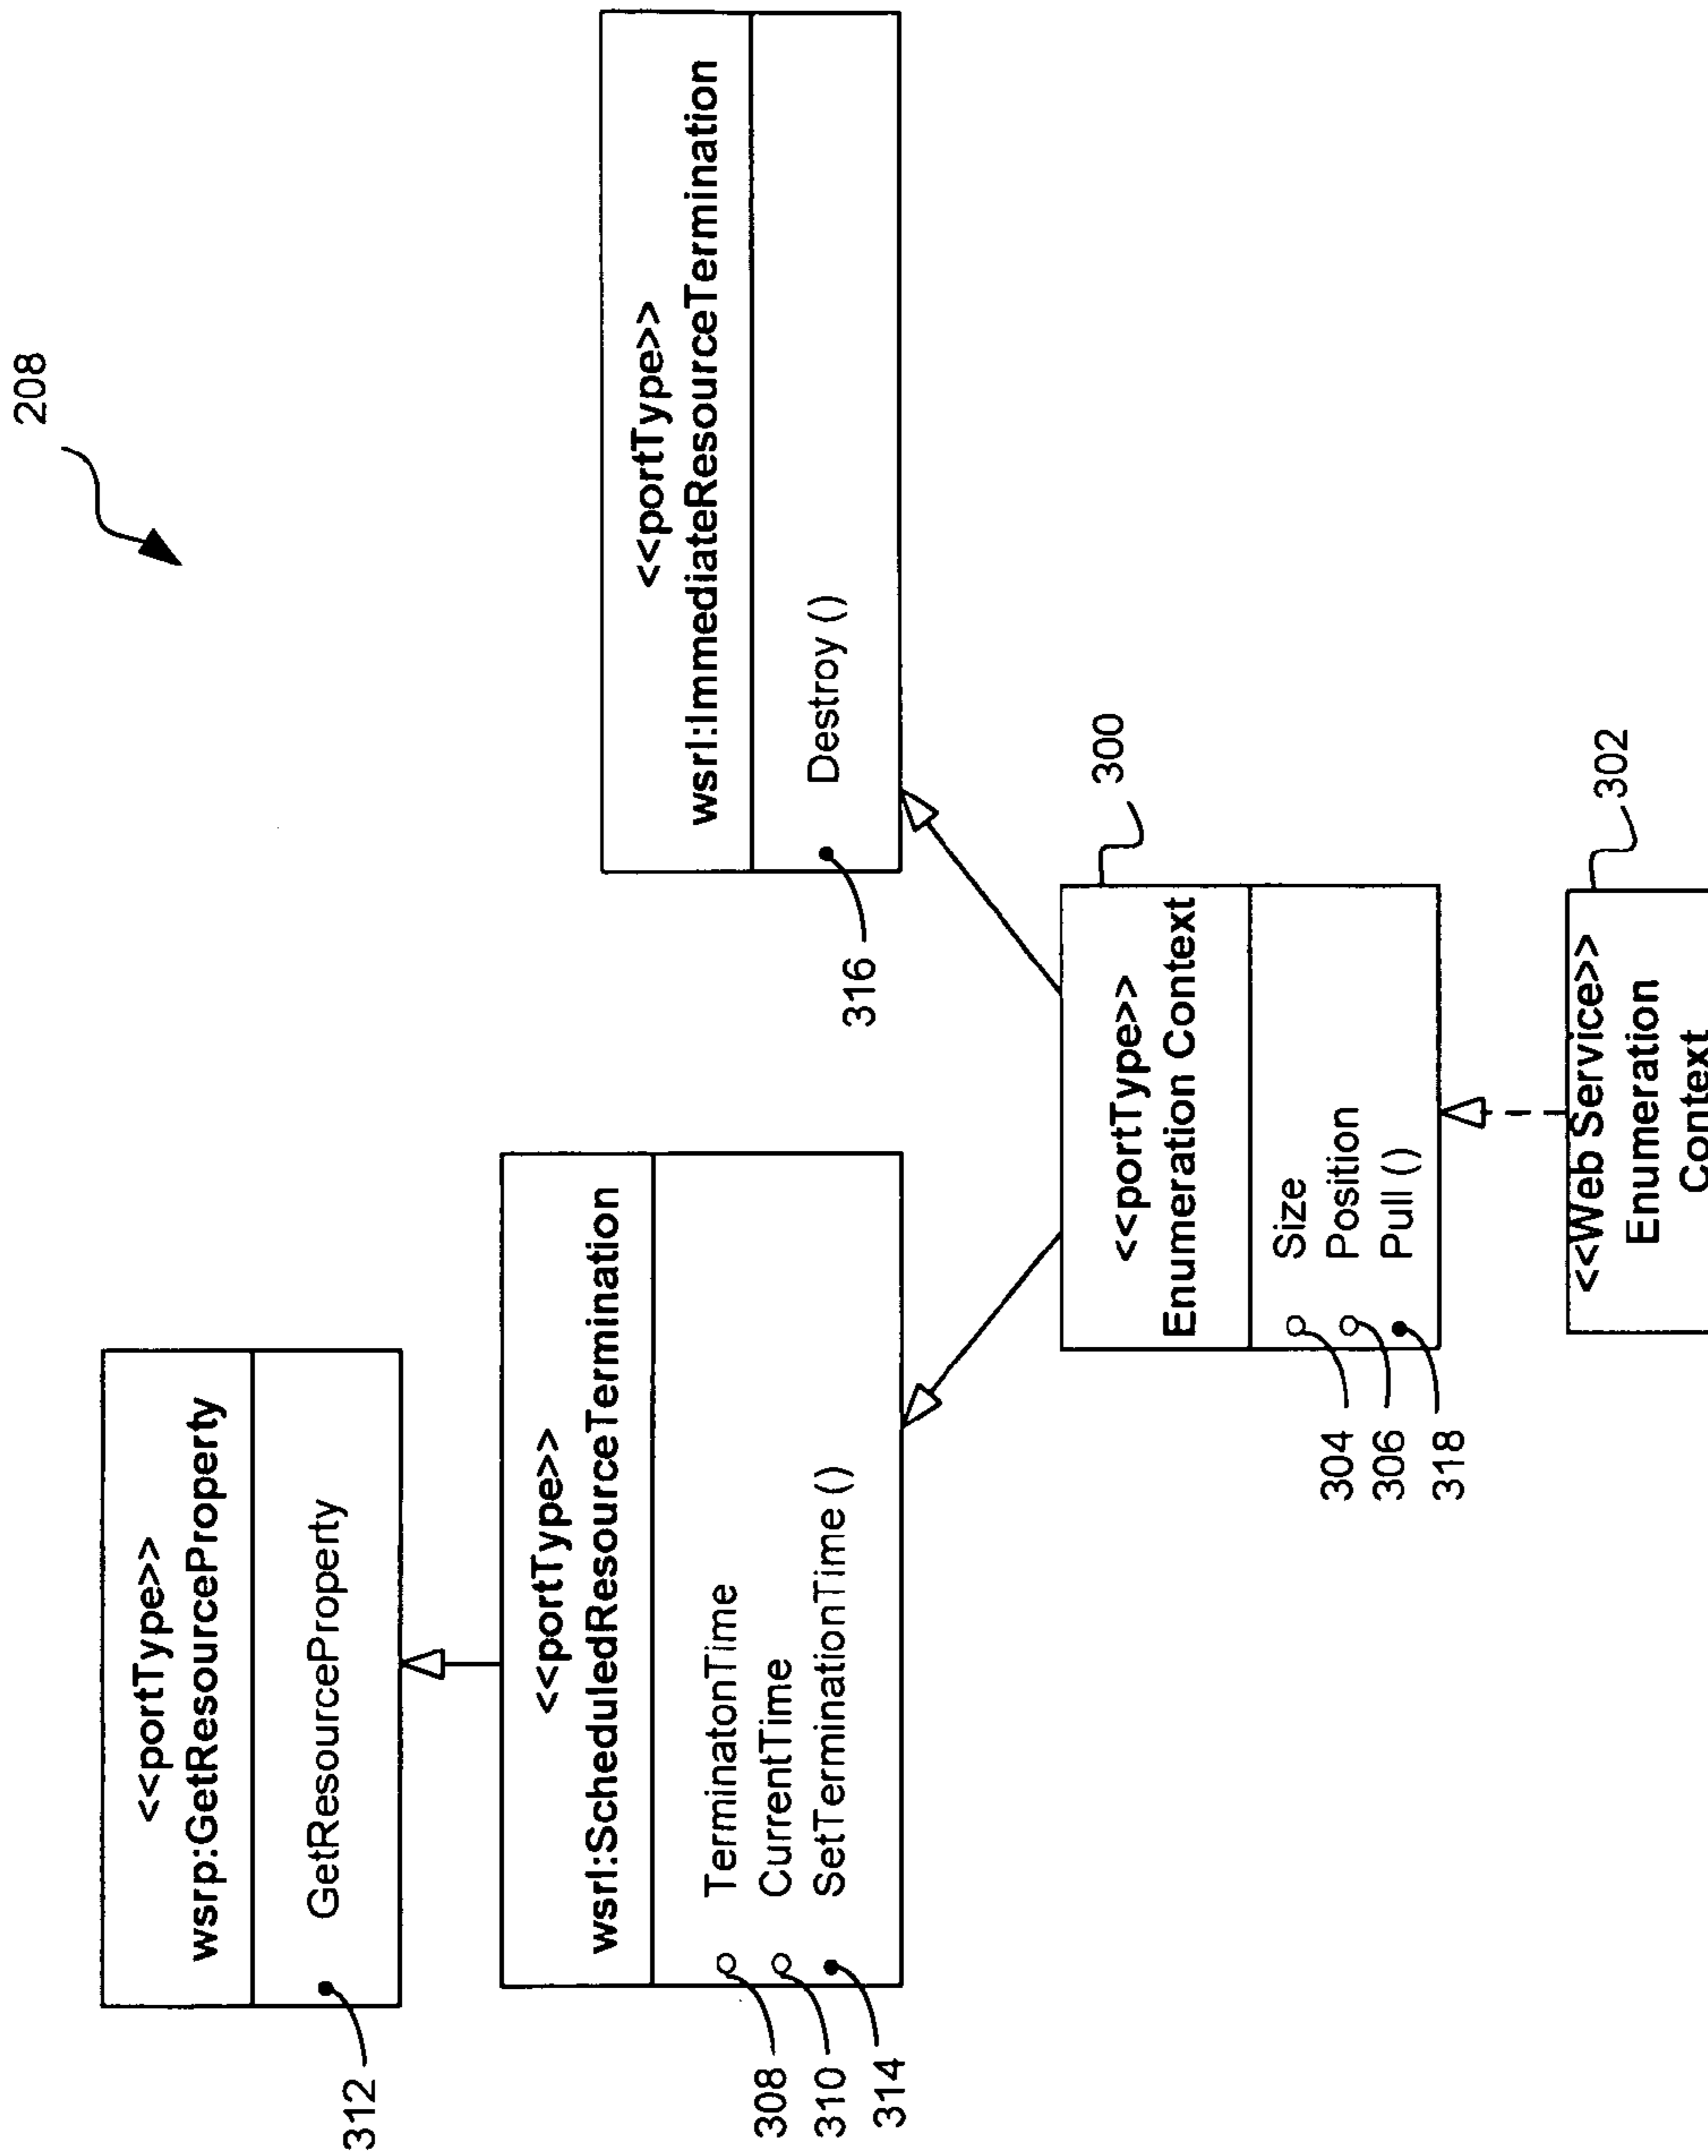 208
<<portType>>
wsrp:GetResourceProperty
GetResourceProperty
312
<<portType>>
wsrl:ScheduledResourceTermination
TerminatonTime
CurrentTime
SetTerminationTime ()
308
310
314
<<portType>>
wsrl:ImmediateResourceTermination
Destroy ()
316
<<portType>>
Enumeration Context
300
Size
Position
Pull ()
304
306
318
<<Web Service>>
Enumeration
Context
302